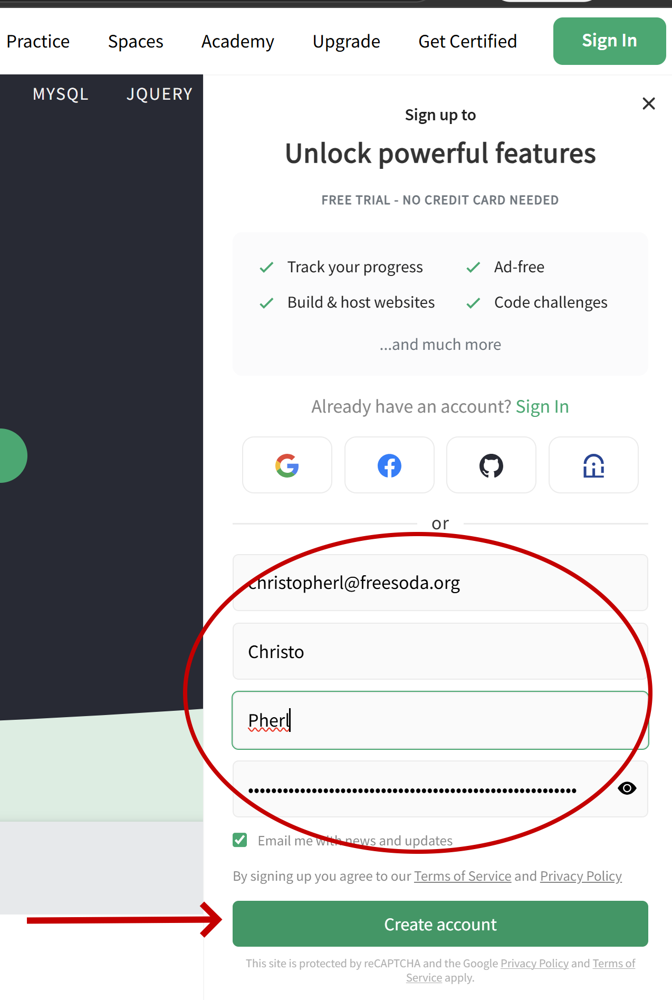 Practice Spaces Academy Upgrade Get Certified Sign In
MYSQL JQUERY
Sign up to
Unlock powerful features
FREE TRIAL - NO CREDIT CARD NEEDED
Track your progress Ad-free
Build & host websites Code challenges
...and much more
Already have an account? Sign In
or
christopherl@freesoda.org
Christo
Pherl
Email me with news and updates
By signing up you agree to our Terms of Service and Privacy Policy
Create account
This site is protected by reCAPTCHA and the Google Privacy Policy and Terms of
Service apply.